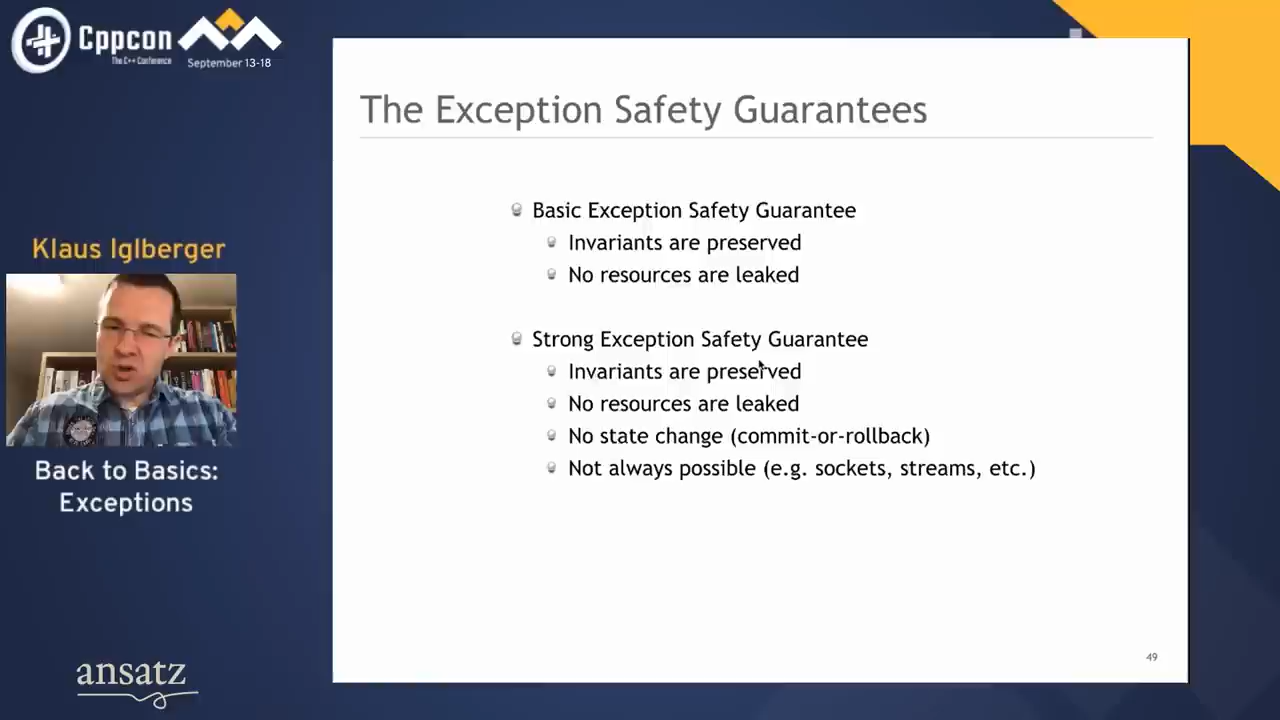 Cppcon
The C++ Conference
September 13-18
The Exception Safety Guarantees
Basic Exception Safety Guarantee
Invariants are preserved
No resources are leaked
Strong Exception Safety Guarantee
Invariants are preserved
No resources are leaked
No state change (commit-or-rollback)
Not always possible (e.g. sockets, streams, etc.)
49
Klaus Iglberger
Back to Basics:
Exceptions
ansatz